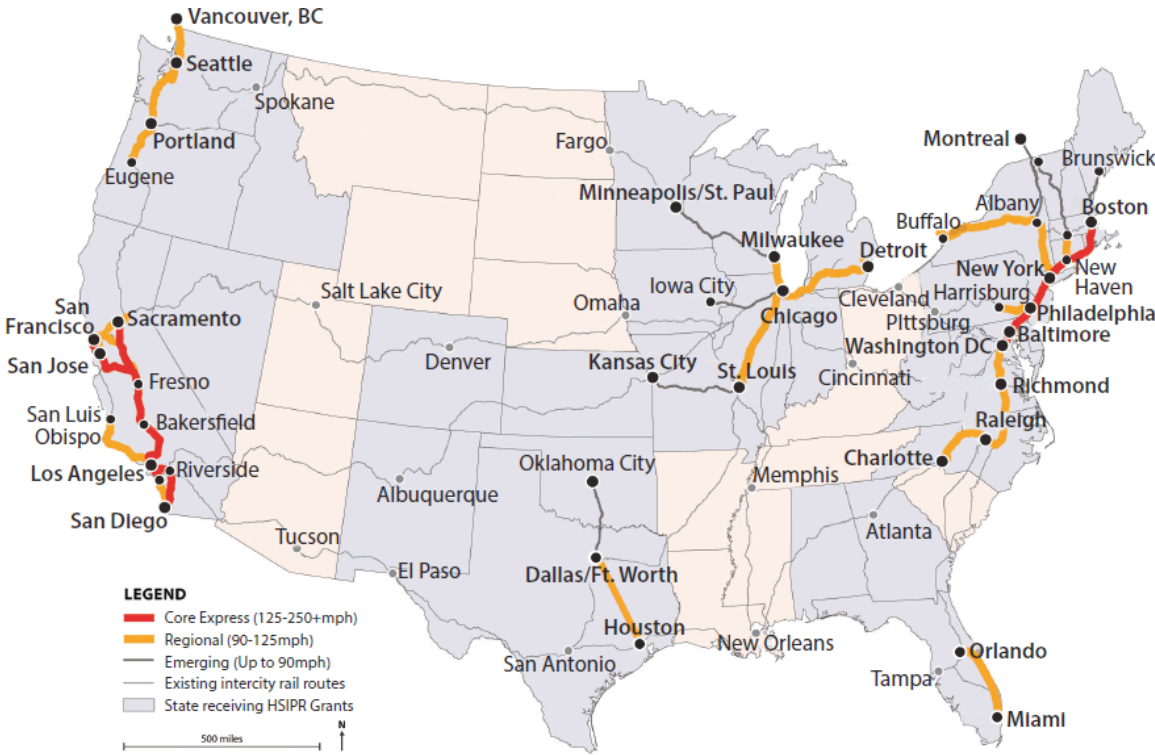 Vancouver, BC
Seattle
Spokane
Portland
Eugene
Fargo
Minneapolis/St. Paul
Montreal
Brunswick
Albany
Boston
Buffalo
Milwaukee
Detroit
New York
New
Haven
Harrisburg
Philadelphia
Cleveland
PIttsburg
BaltImore
WashIngton DC
Iowa City
Omaha
ChIcago
Salt Lake City
San
Francisco
Sacramento
San Jose
Denver
Kansas CIty
St. Louis
CIncInnatI
RIchmond
Fresno
San Luis
Obispo
Bakersfield
RaleIgh
Charlotte
Los Angeles
Riverside
Oklahoma City
Memphis
San Diego
Albuquerque
Atlanta
Tucson
El Paso
Dallas/Ft. Worth
Houston
San Antonio
New Orleans
Orlando
Tampa
MIamI
LEGEND
Core Express (125-250+mph)
Regional (90-125mph)
Emerging (Up to 90mph)
Existing intercity rail routes
State receiving HSIPR Grants
500 miles
N